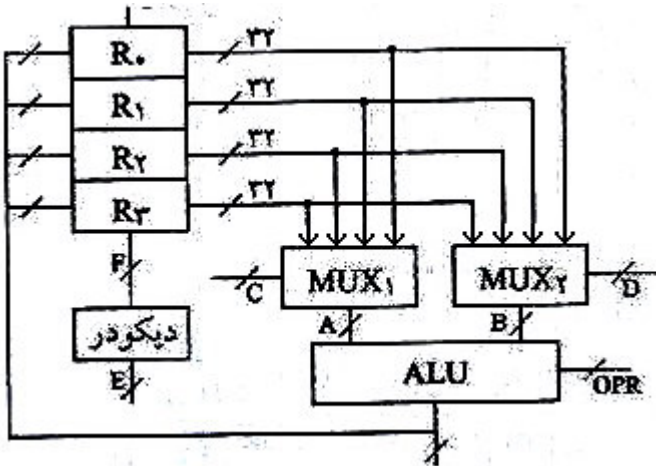 R۰ ۳۲
R۱ ۳۲
R۲ ۳۲
R۳ ۳۲
F C MUX۱ MUX۲ D
دیکودر A B
E ALU OPR